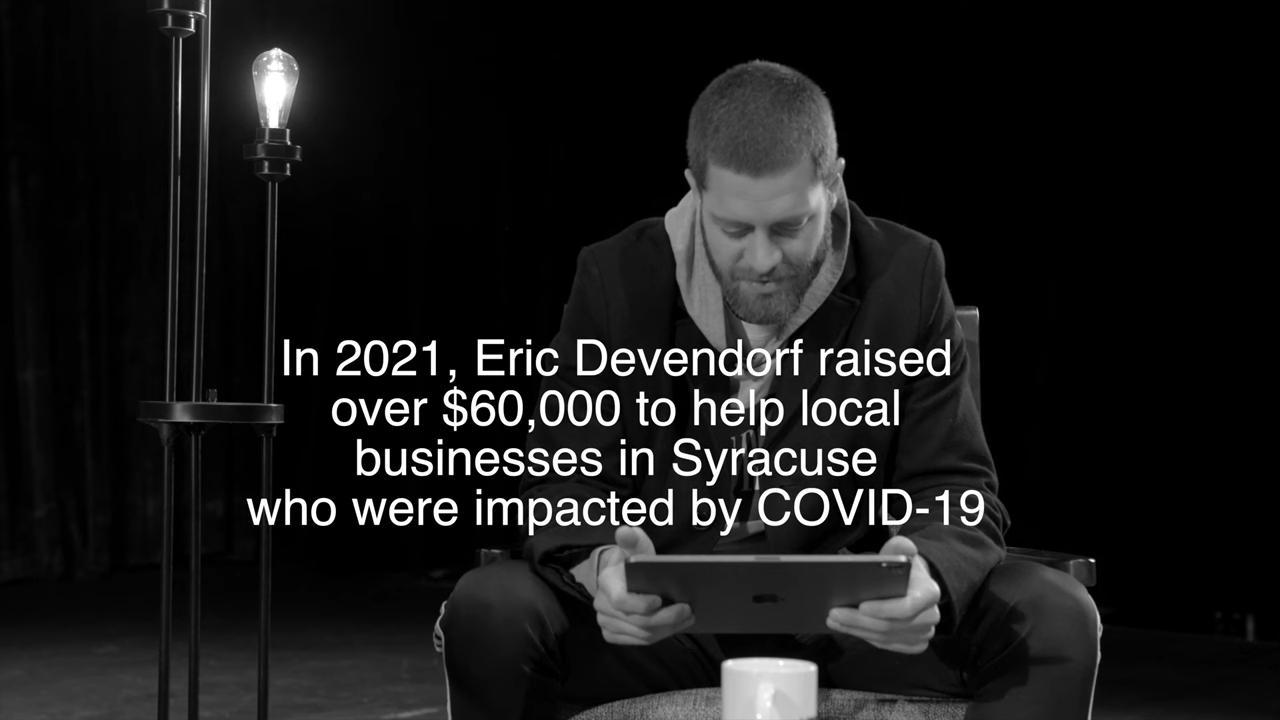 In 2021, Eric Devendorf raised
over $60,000 to help local
businesses in Syracuse
who were impacted by COVID-19